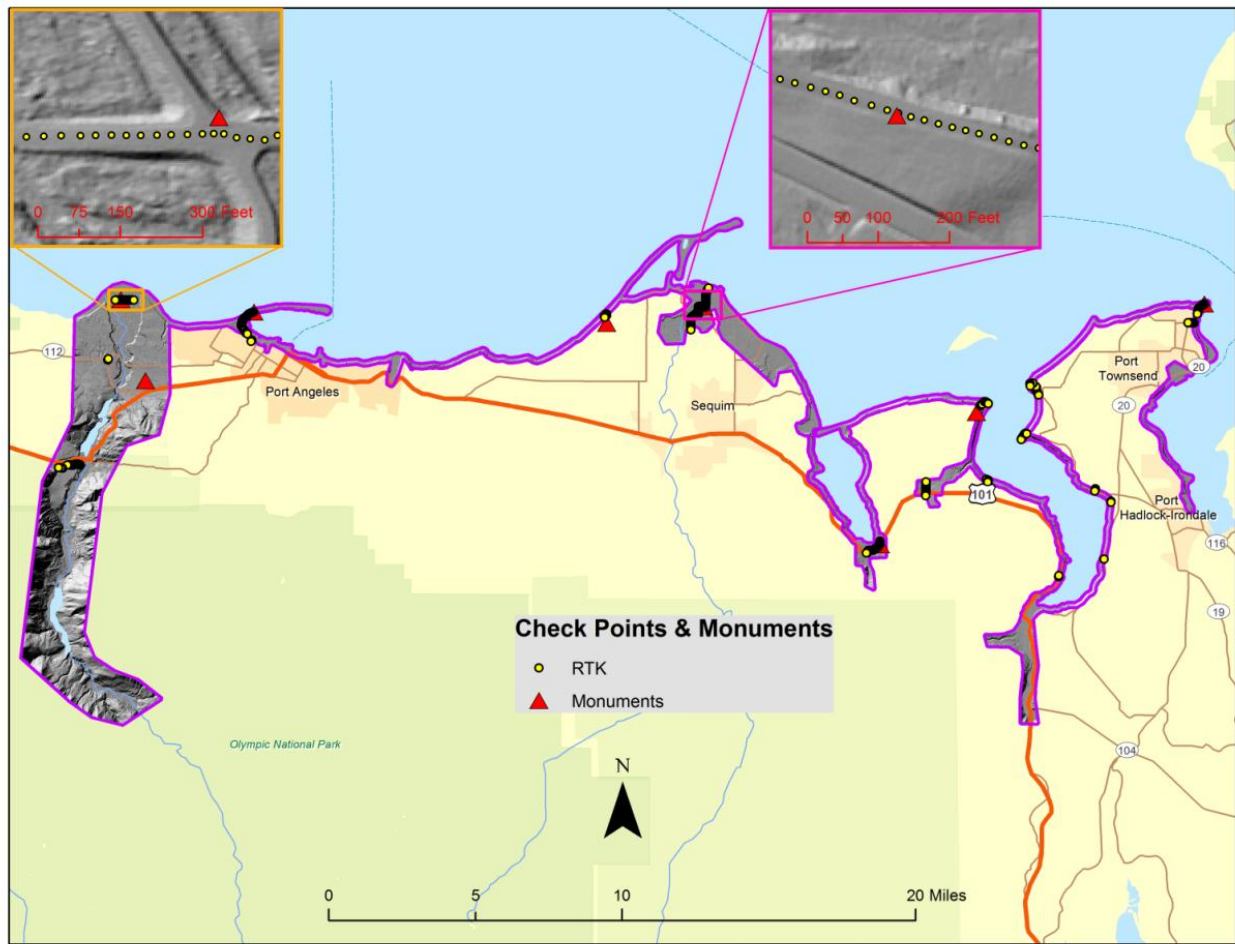 0 75 150 300 Feet
0 50 100 200 Feet
112
Port Angeles
Sequim
Port
Townsend
20
20
101
Port
Hadlock-Irondale
116
19
Check Points & Monuments
RTK
Monuments
Olympic National Park
104
N
0 5 10 20 Miles